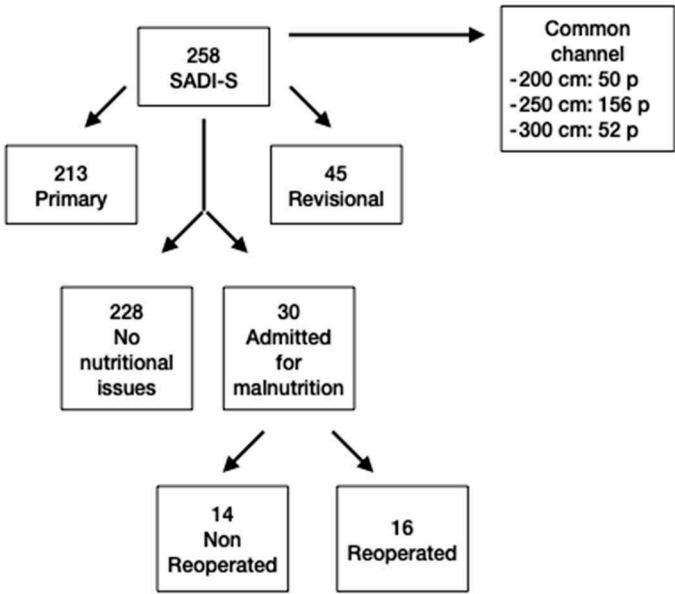 258
SADI-S
Common
channel
-200 cm: 50 p
-250 cm: 156 p
-300 cm: 52 p
213
Primary
45
Revisional
228
No
nutritional
issues
30
Admitted
for
malnutrition
14
Non
Reoperated
16
Reoperated